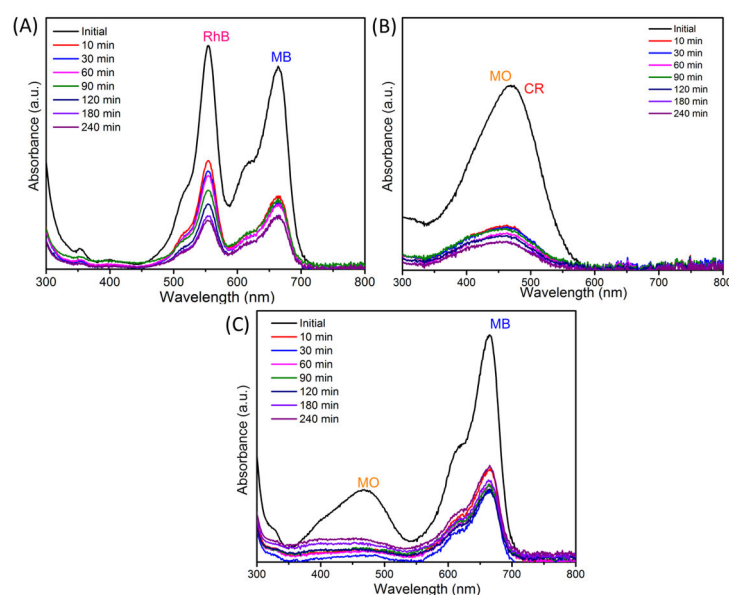 (A)
Initial
10 min
30 min
60 min
90 min
120 min
180 min
240 min
RhB
MB
Absorbance (a.u.)
300 400 500 600 700 800
Wavelength (nm)
(B)
Initial
10 min
30 min
60 min
90 min
120 min
180 min
240 min
MO
CR
Absorbance (a.u.)
300 400 500 600 700 800
Wavelength (nm)
(C)
Initial
10 min
30 min
60 min
90 min
120 min
180 min
240 min
MO
MB
Absorbance (a.u.)
300 400 500 600 700 800
Wavelength (nm)